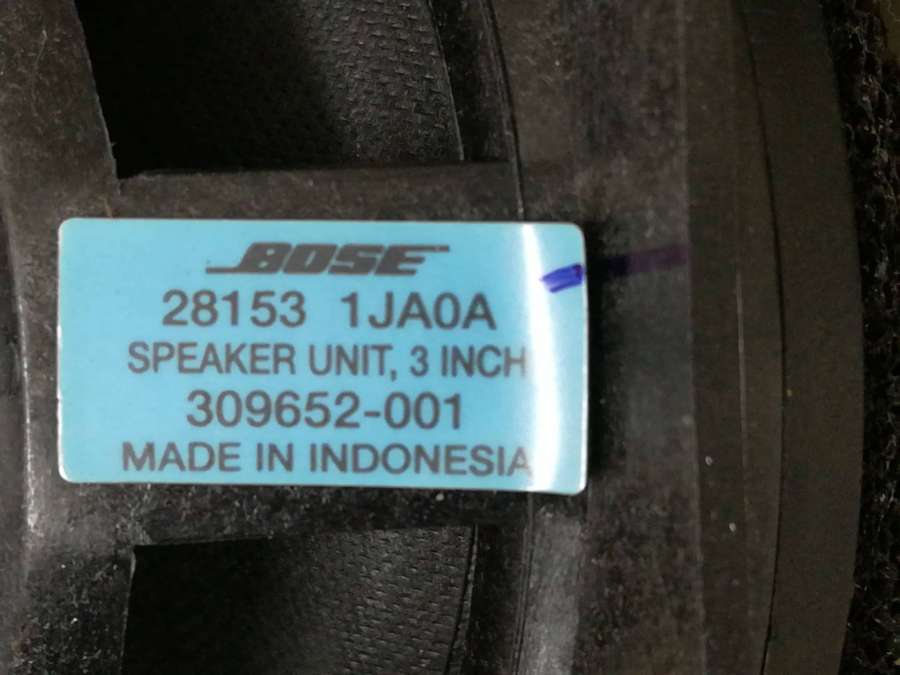 BOSE
28153 1JA0A
SPEAKER UNIT, 3 INCH
309652-001
MADE IN INDONESIA